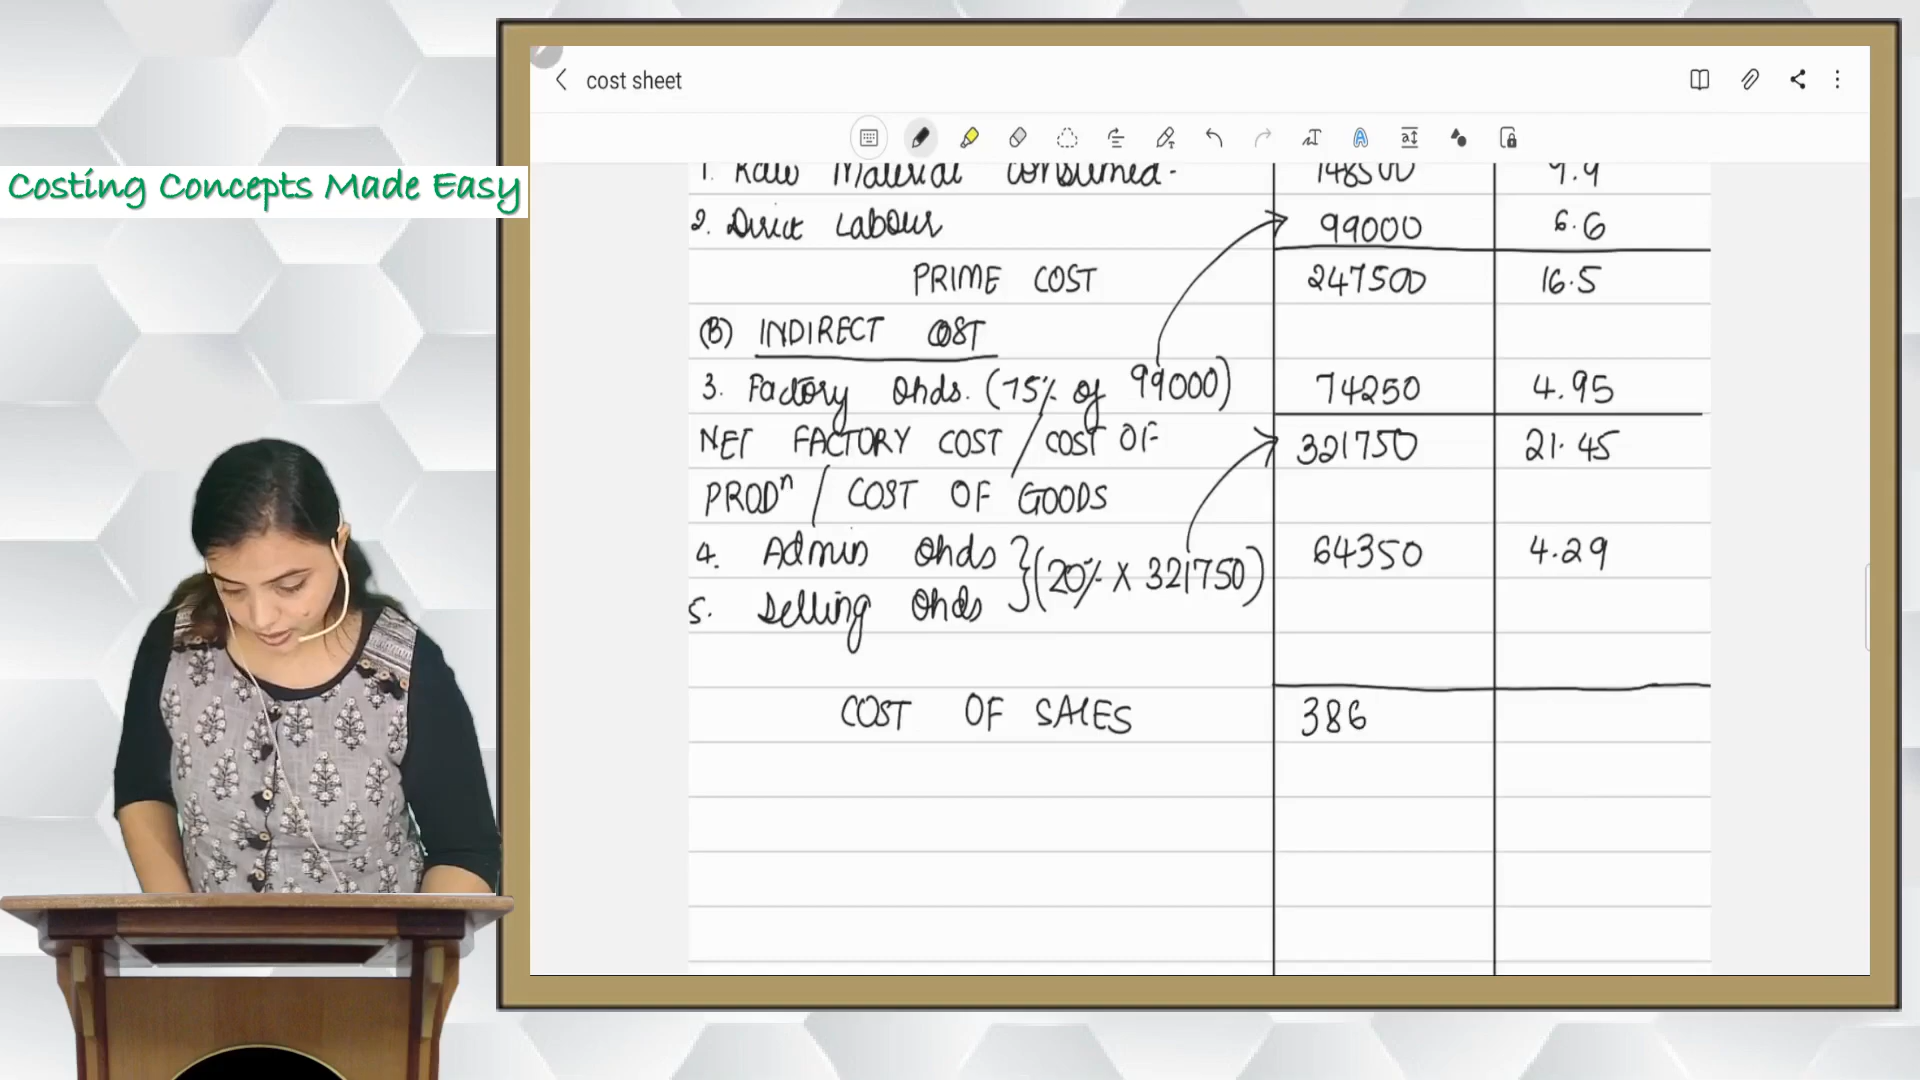 cost sheet
Costing Concepts Made Easy
1. Raw Material Consumed. 148500 9.9
2. Direct Labour 99000 6.6
PRIME COST 247500 16.5
(B) INDIRECT COST
3. Factory Ohds. (75% of 99000) 74250 4.95
NET FACTORY COST / COST OF 321750 21.45
PRODn / COST OF GOODS
4. Admin Ohds } (20% X 321750) 64350 4.29
5. Selling Ohds
COST OF SALES 386